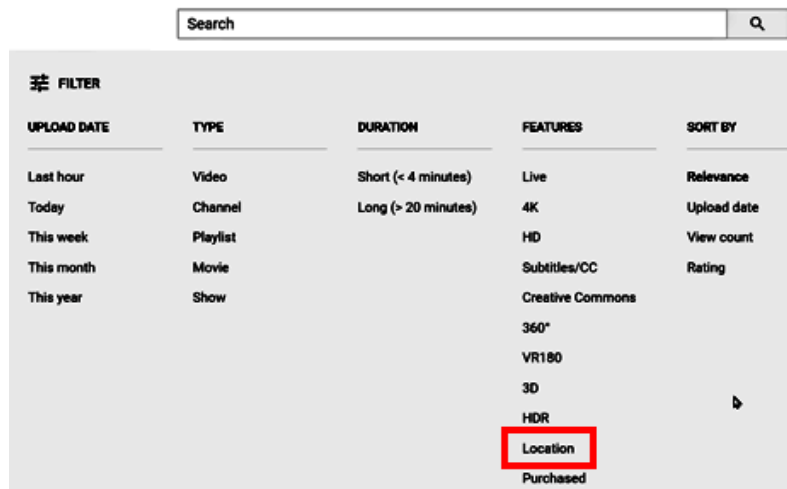 Search
FILTER
UPLOAD DATE
Last hour
Today
This week
This month
This year
TYPE
Video
Channel
Playlist
Movie
Show
DURATION
Short (< 4 minutes)
Long (> 20 minutes)
FEATURES
Live
4K
HD
Subtitles/CC
Creative Commons
360°
VR180
3D
HDR
Location
Purchased
SORT BY
Relevance
Upload date
View count
Rating